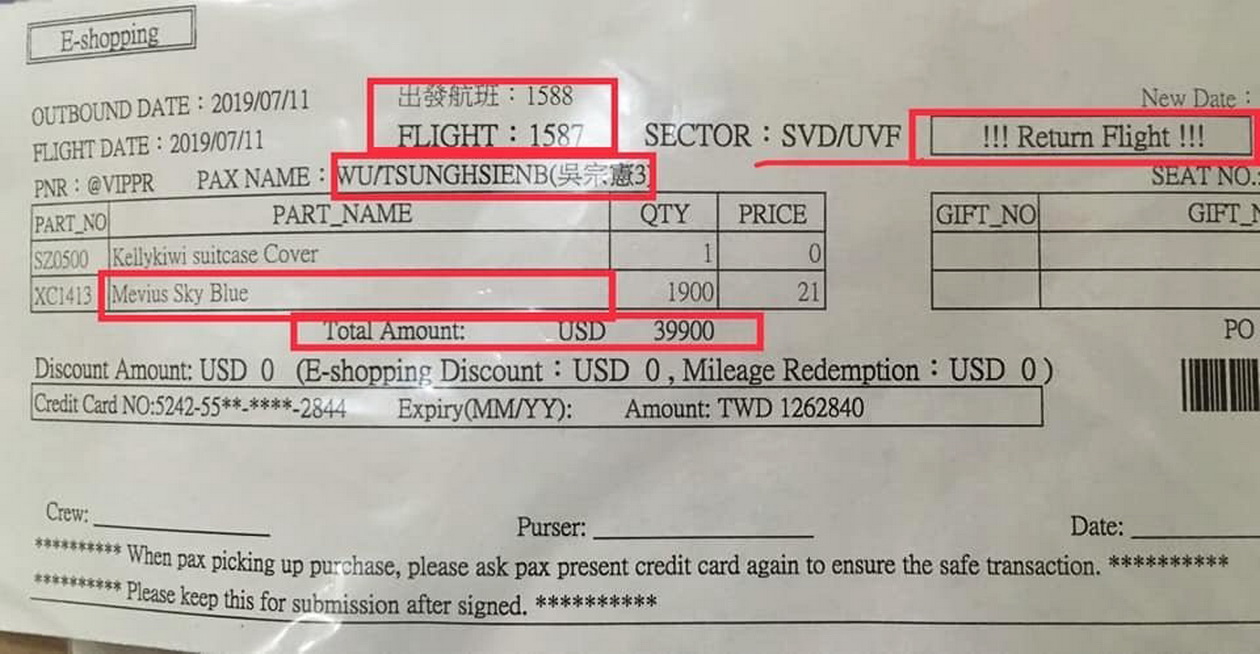 E-shopping
OUTBOUND DATE：2019/07/11 出發航班：1588 New Date：
FLIGHT DATE：2019/07/11 FLIGHT：1587 SECTOR：SVD/UVF !!! Return Flight !!!
PNR：@VIPPR PAX NAME：WU/TSUNGHSIENB(吳宗憲3) SEAT NO.:
PART_NO PART_NAME QTY PRICE GIFT_NO GIFT_N
SZ0500 Kellykiwi suitcase Cover 1 0
XC1413 Mevius Sky Blue 1900 21
Total Amount: USD 39900 PO
Discount Amount: USD 0 (E-shopping Discount：USD 0 , Mileage Redemption：USD 0 )
Credit Card NO:5242-55**-****-2844 Expiry(MM/YY): Amount: TWD 1262840
Crew: Purser: Date:
********** When pax picking up purchase, please ask pax present credit card again to ensure the safe transaction. **********
********** Please keep this for submission after signed. **********